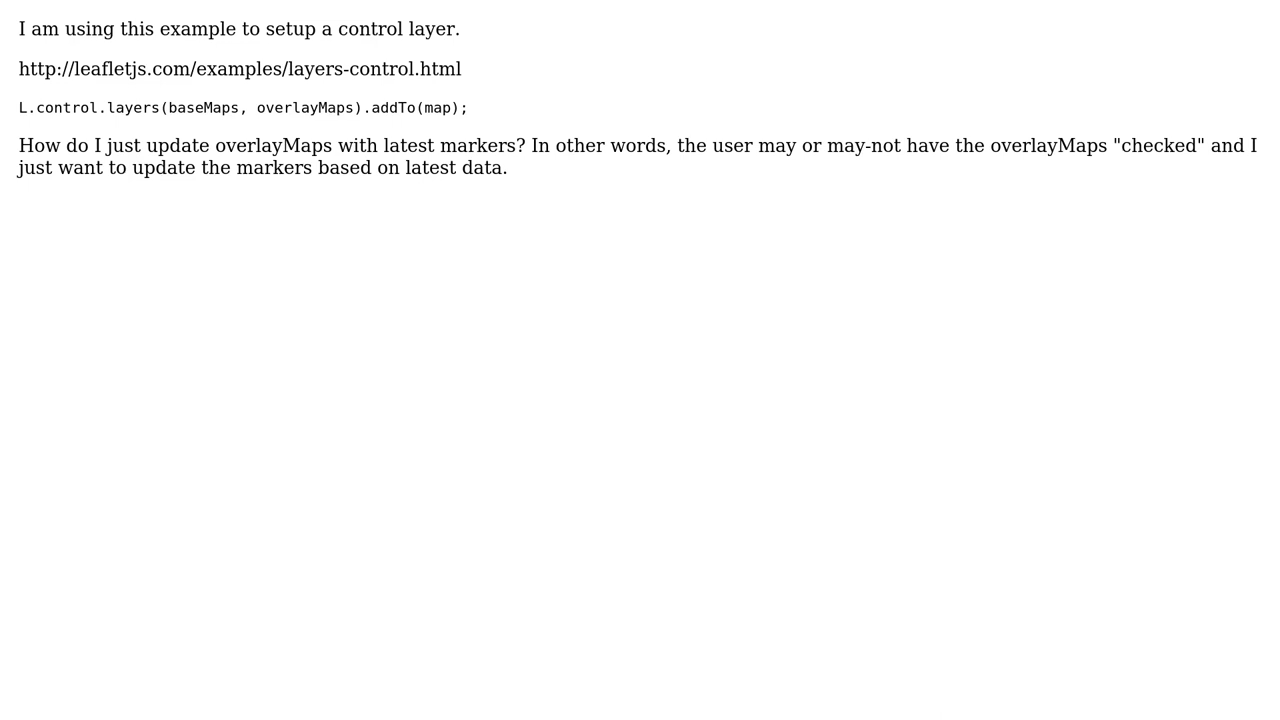 I am using this example to setup a control layer.
http://leafletjs.com/examples/layers-control.html
L.control.layers(baseMaps, overlayMaps).addTo(map);
How do I just update overlayMaps with latest markers? In other words, the user may or may-not have the overlayMaps "checked" and I
just want to update the markers based on latest data.